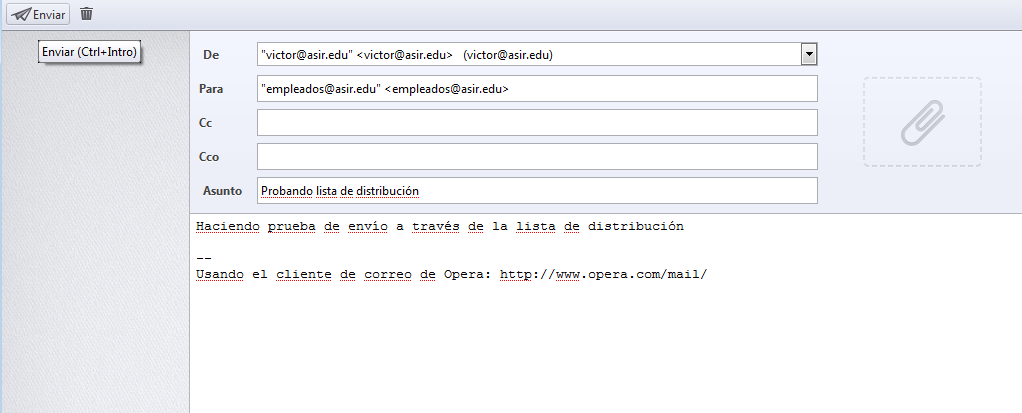 Enviar
Enviar (Ctrl+Intro)
De "victor@asir.edu" <victor@asir.edu> (victor@asir.edu)
Para "empleados@asir.edu" <empleados@asir.edu>
Cc
Cco
Asunto Probando lista de distribución
Haciendo prueba de envío a través de la lista de distribución
--
Usando el cliente de correo de Opera: http://www.opera.com/mail/